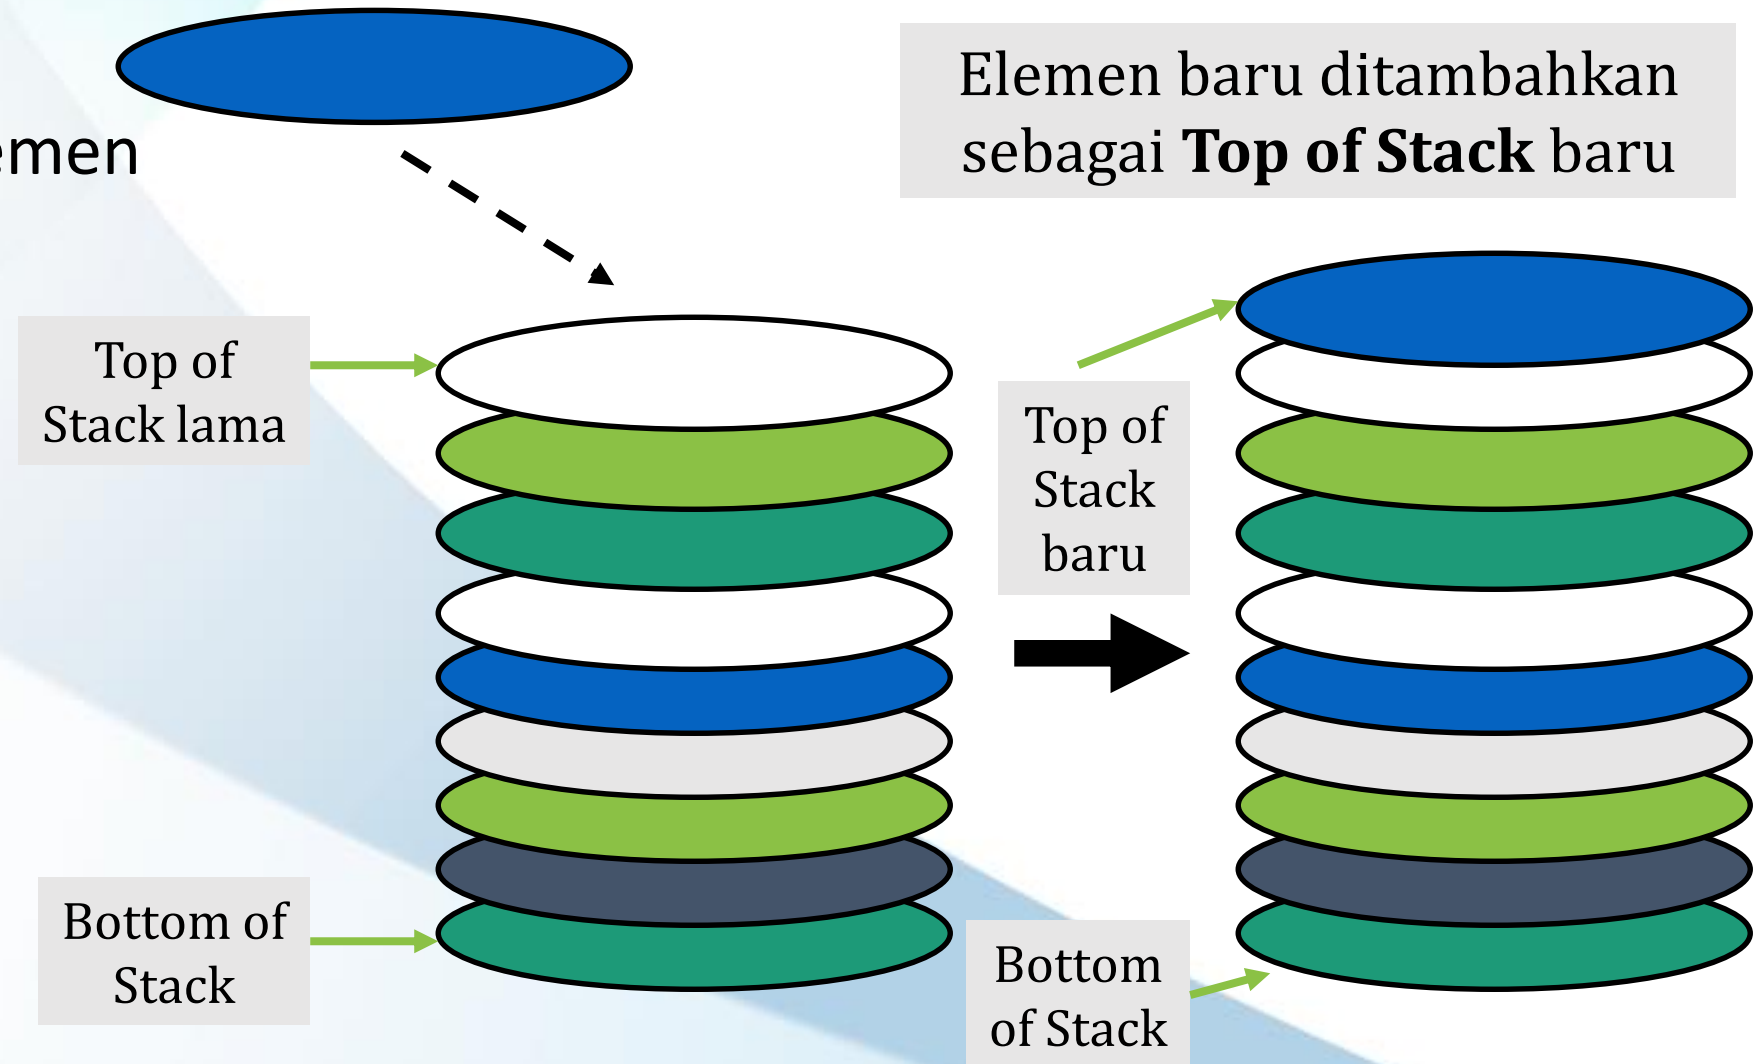 Elemen baru ditambahkan
sebagai Top of Stack baru
Top of
Stack lama
Top of
Stack
baru
Bottom of
Stack
Bottom
of Stack